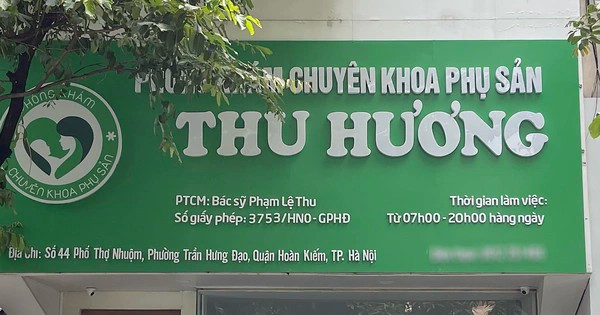 CHUYÊN KHOA PHỤ SẢN
THU HƯƠNG
PHÒNG KHÁM
CHUYÊN KHOA PHỤ SẢN
PTCM: Bác sỹ Phạm Lệ Thu
Số giấy phép: 3753/HNO-GPHĐ
Thời gian làm việc:
Từ 07h00 - 20h00 hàng ngày
Địa Chỉ: Số 44 Phố Thợ Nhuộm, Phường Trần Hưng Đạo, Quận Hoàn Kiếm, TP. Hà Nội